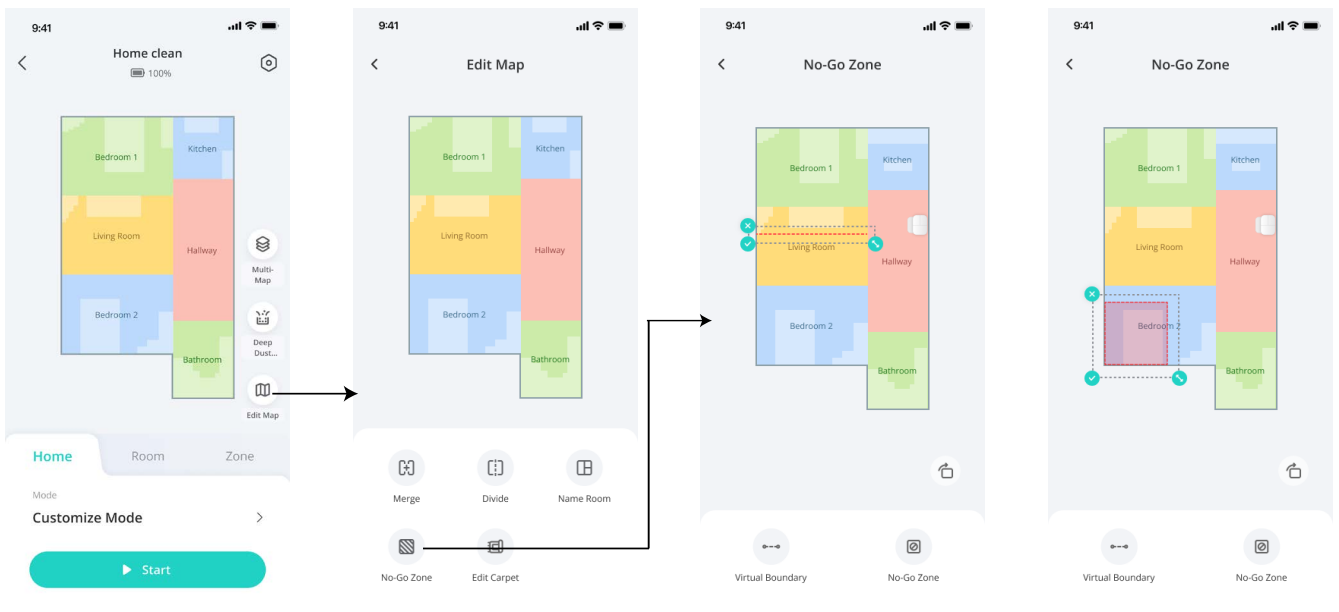 9:41
Home clean
100%
Bedroom 1
Kitchen
Living Room
Hallway
Bedroom 2
Bathroom
Multi-
Map
Deep
Dust...
Edit Map
Home
Room
Zone
Mode
Customize Mode
Start
9:41
Edit Map
Bedroom 1
Kitchen
Living Room
Hallway
Bedroom 2
Bathroom
Merge
Divide
Name Room
No-Go Zone
Edit Carpet
9:41
No-Go Zone
Bedroom 1
Kitchen
Living Room
Hallway
Bedroom 2
Bathroom
Virtual Boundary
No-Go Zone
9:41
No-Go Zone
Bedroom 1
Kitchen
Living Room
Hallway
Bedroom 2
Bathroom
Virtual Boundary
No-Go Zone